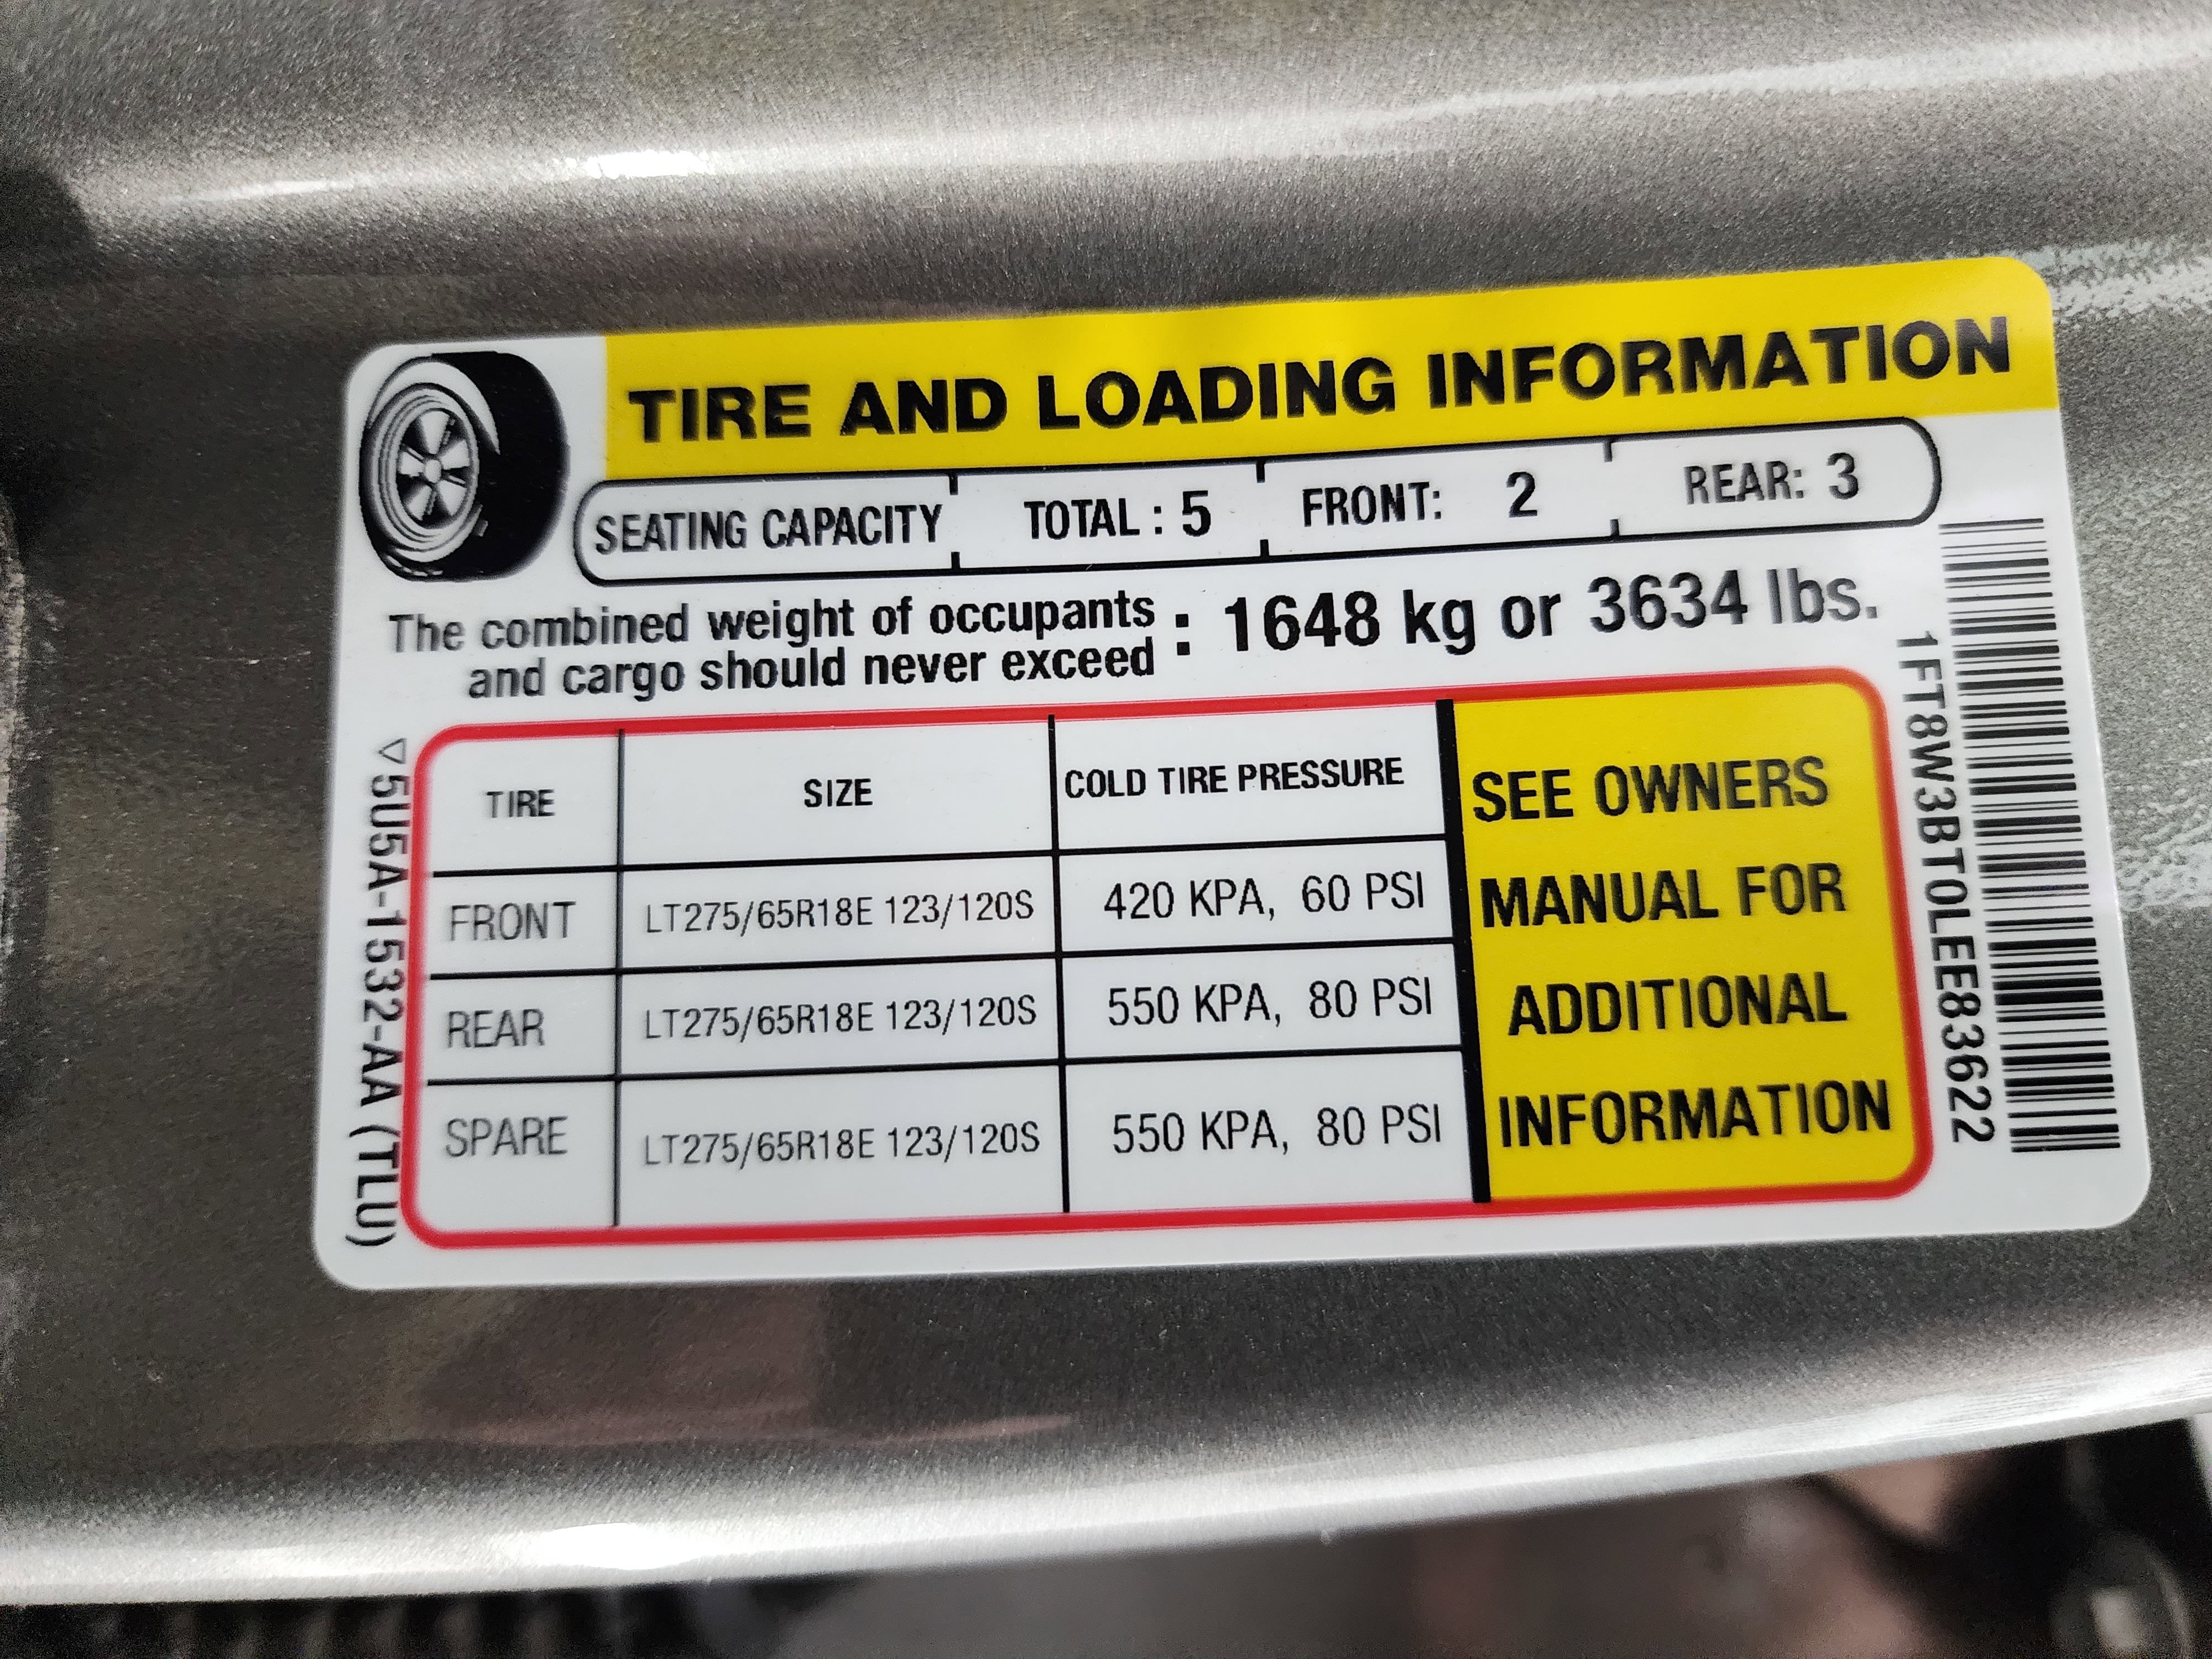 TIRE AND LOADING INFORMATION
SEATING CAPACITY TOTAL : 5 FRONT: 2 REAR: 3
The combined weight of occupants
and cargo should never exceed : 1648 kg or 3634 lbs.
TIRE SIZE COLD TIRE PRESSURE
FRONT LT275/65R18E 123/120S 420 KPA, 60 PSI
REAR LT275/65R18E 123/120S 550 KPA, 80 PSI
SPARE LT275/65R18E 123/120S 550 KPA, 80 PSI
SEE OWNERS
MANUAL FOR
ADDITIONAL
INFORMATION
▽5U5A-1532-AA (TLU)
1FT8W3BT0LEE83622